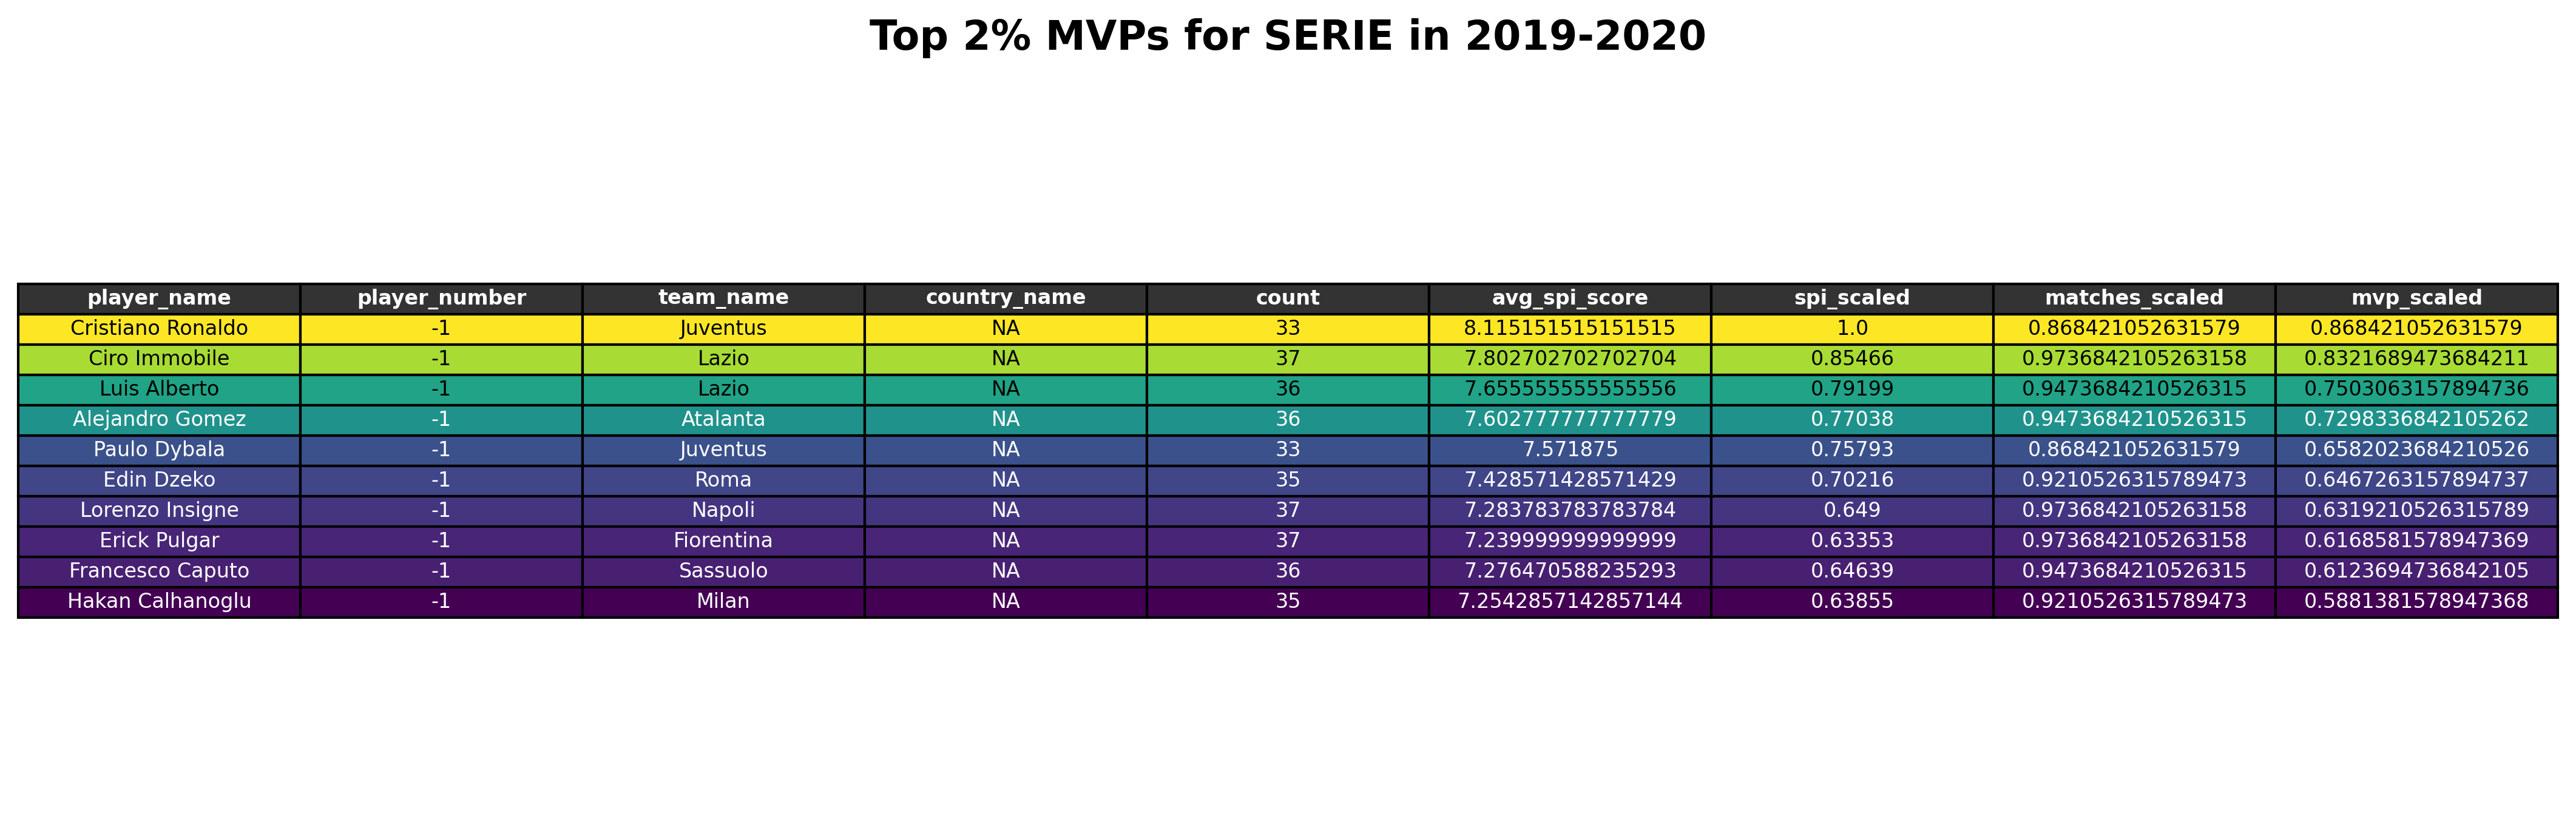 Top 2% MVPs for SERIE in 2019-2020
player_name player_number team_name country_name count avg_spi_score spi_scaled matches_scaled mvp_scaled
Cristiano Ronaldo -1 Juventus NA 33 8.115151515151515 1.0 0.868421052631579 0.868421052631579
Ciro Immobile -1 Lazio NA 37 7.802702702702704 0.85466 0.9736842105263158 0.8321689473684211
Luis Alberto -1 Lazio NA 36 7.655555555555556 0.79199 0.9473684210526315 0.7503063157894736
Alejandro Gomez -1 Atalanta NA 36 7.602777777777779 0.77038 0.9473684210526315 0.7298336842105262
Paulo Dybala -1 Juventus NA 33 7.571875 0.75793 0.868421052631579 0.6582023684210526
Edin Dzeko -1 Roma NA 35 7.428571428571429 0.70216 0.9210526315789473 0.6467263157894737
Lorenzo Insigne -1 Napoli NA 37 7.283783783783784 0.649 0.9736842105263158 0.6319210526315789
Erick Pulgar -1 Fiorentina NA 37 7.239999999999999 0.63353 0.9736842105263158 0.6168581578947369
Francesco Caputo -1 Sassuolo NA 36 7.276470588235293 0.64639 0.9473684210526315 0.6123694736842105
Hakan Calhanoglu -1 Milan NA 35 7.2542857142857144 0.63855 0.9210526315789473 0.5881381578947368